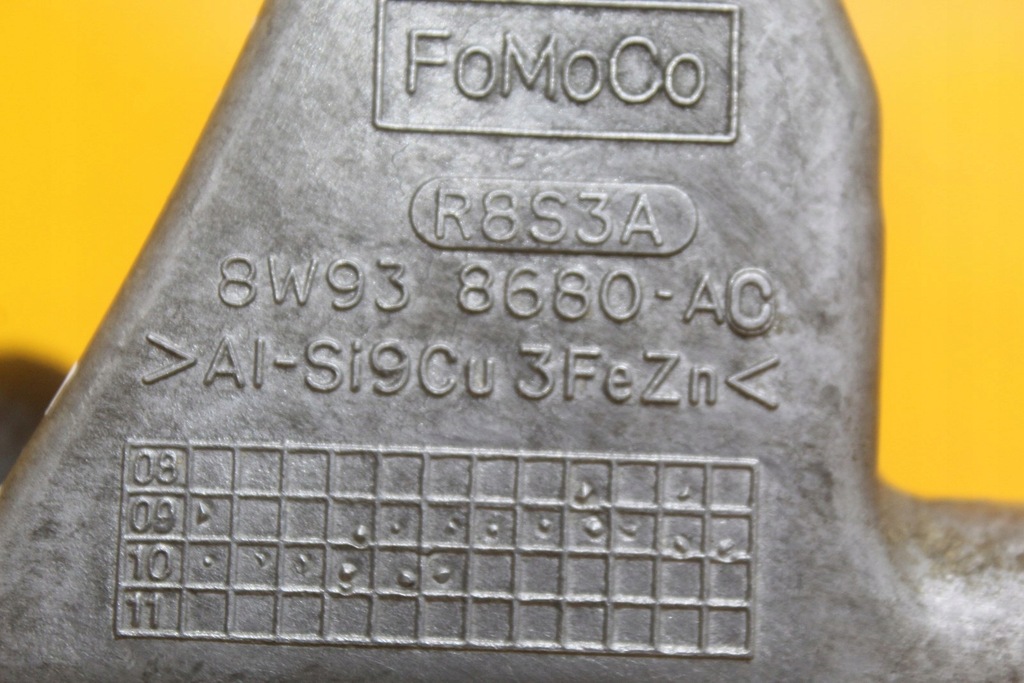 FoMoCo
R8S3A
8W93 8680-AC
>Al-Si9Cu3FeZn<
08
09
10
11